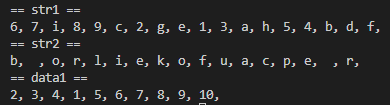 == str1 ==
6, 7, i, 8, 9, c, 2, g, e, 1, 3, a, h, 5, 4, b, d, f,
== str2 ==
b,  , o, r, l, i, e, k, o, f, u, a, c, p, e,  , r,
== data1 ==
2, 3, 4, 1, 5, 6, 7, 8, 9, 10,